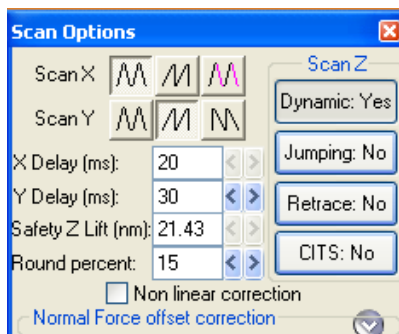 Scan Options
Scan X
Scan Z
Dynamic: Yes
Scan Y
Jumping: No
X Delay (ms): 20
Y Delay (ms): 30
Retrace: No
Safety Z Lift (nm): 21.43
CITS: No
Round percent: 15
Non linear correction
Normal Force offset correction